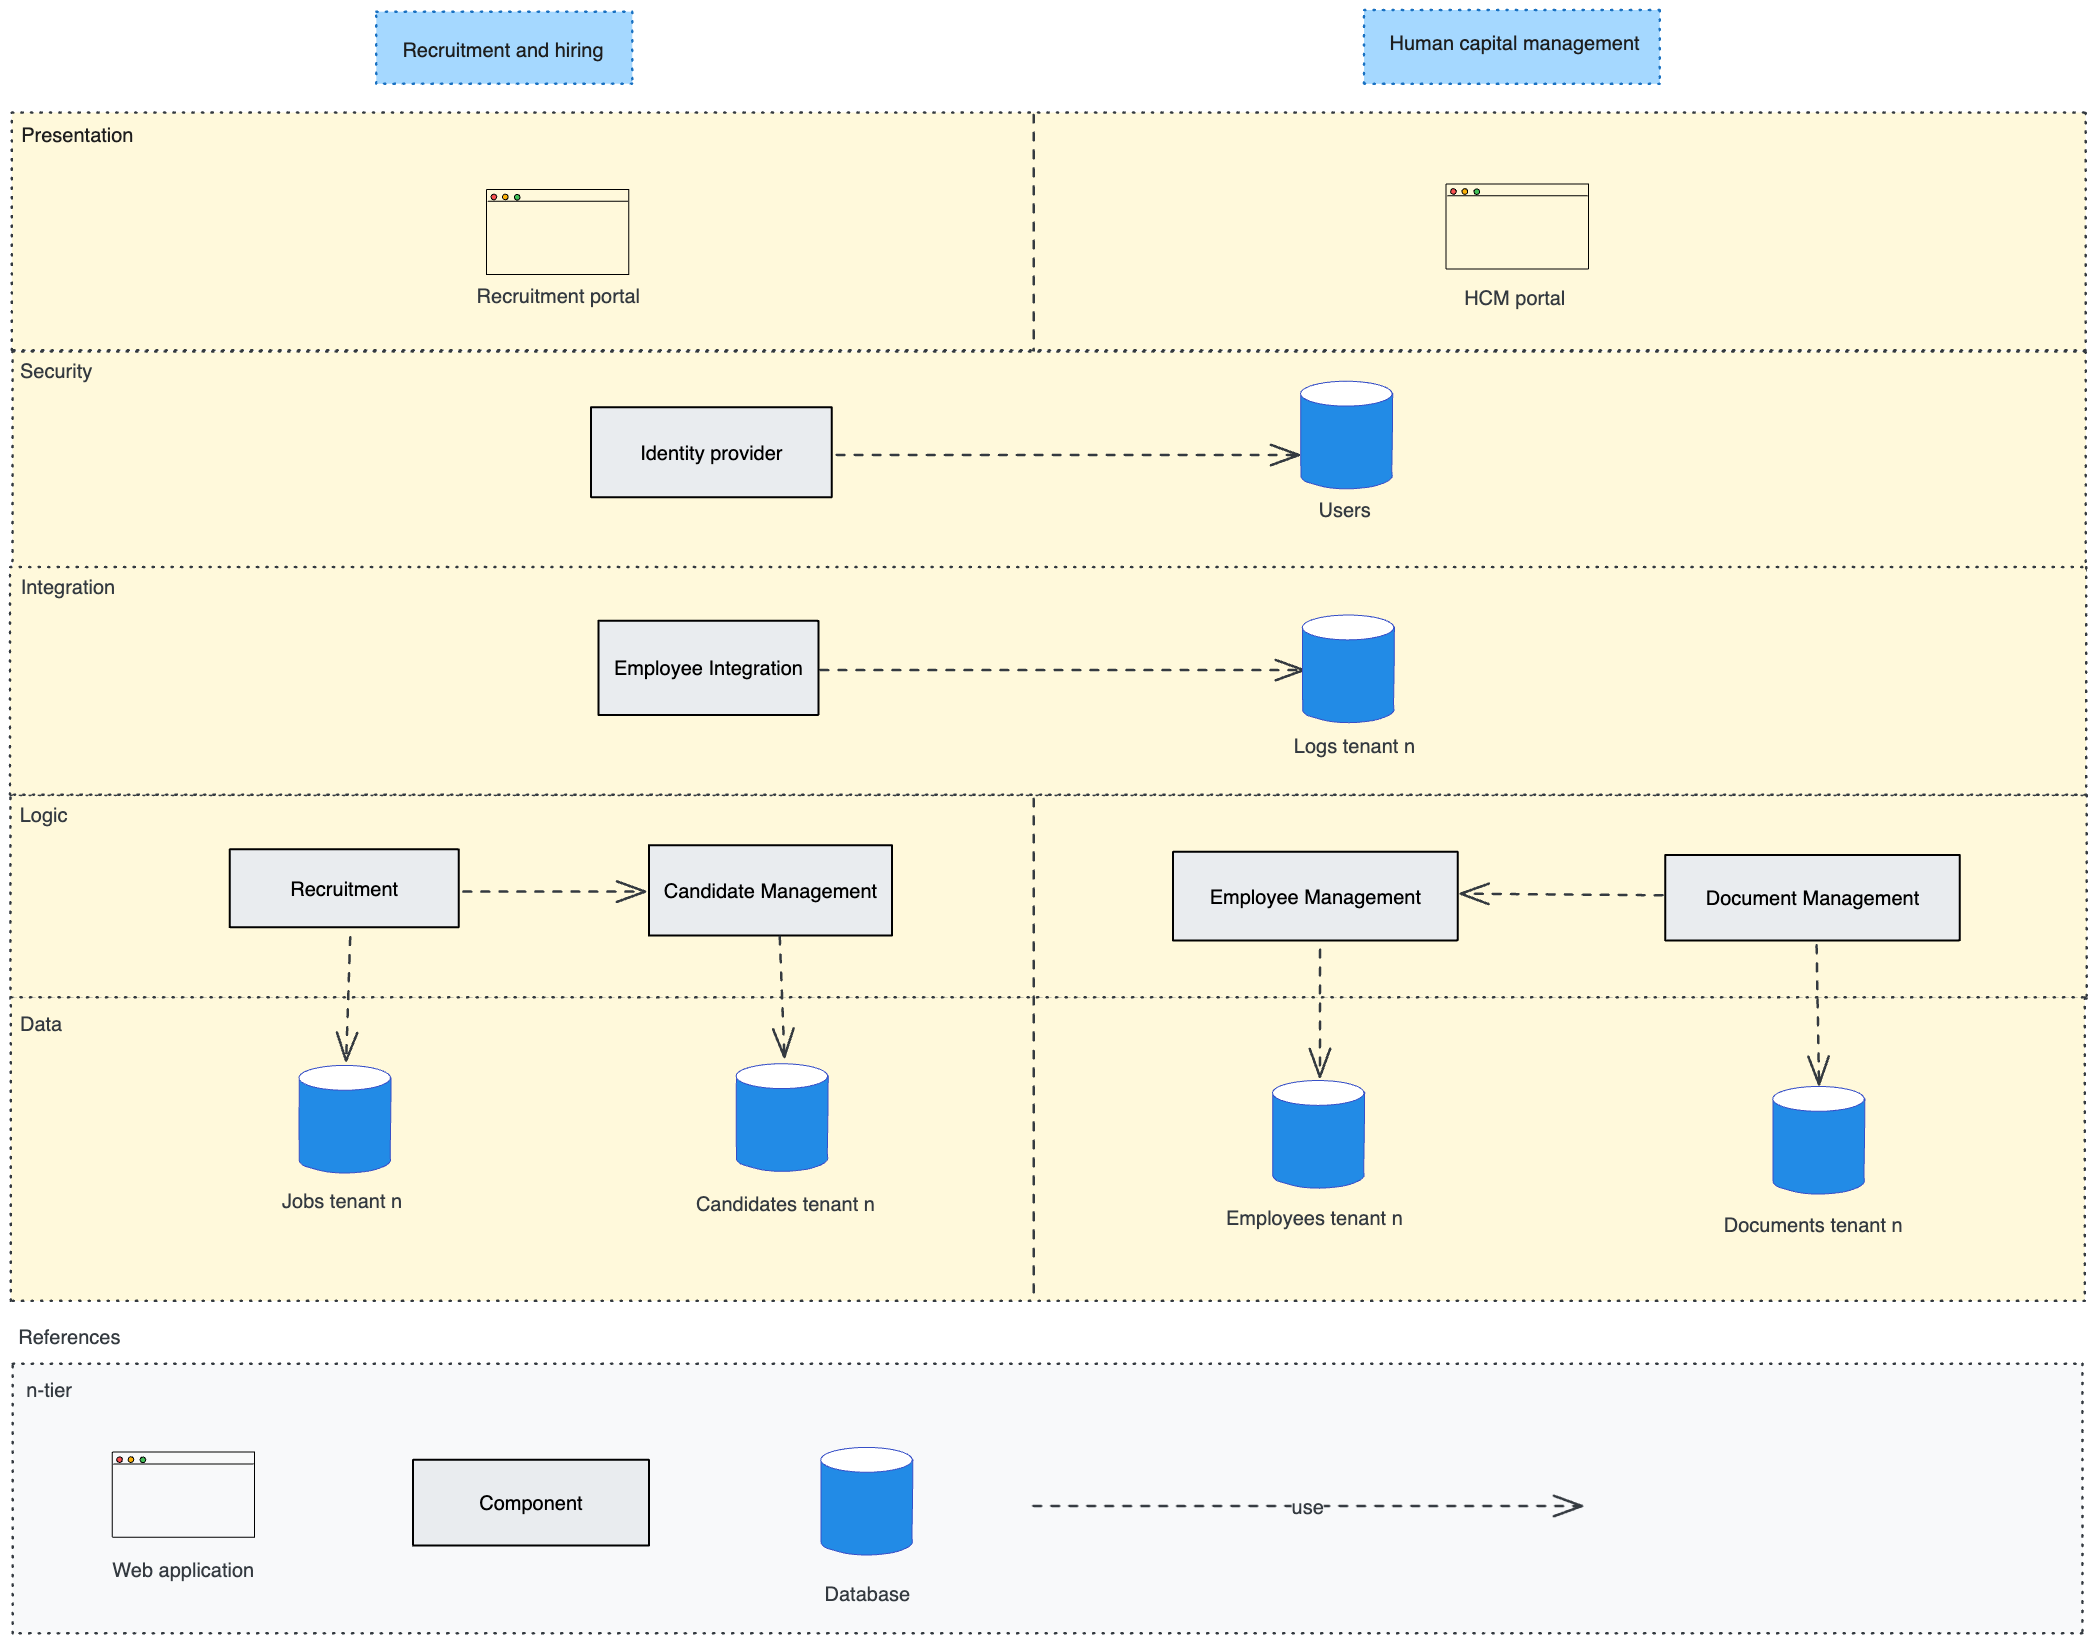 Recruitment and hiring
Human capital management
Presentation
Recruitment portal
HCM portal
Security
Identity provider
Users
Integration
Employee Integration
Logs tenant n
Logic
Recruitment
Candidate Management
Employee Management
Document Management
Data
Jobs tenant n
Candidates tenant n
Employees tenant n
Documents tenant n
References
n-tier
Web application
Component
Database
use